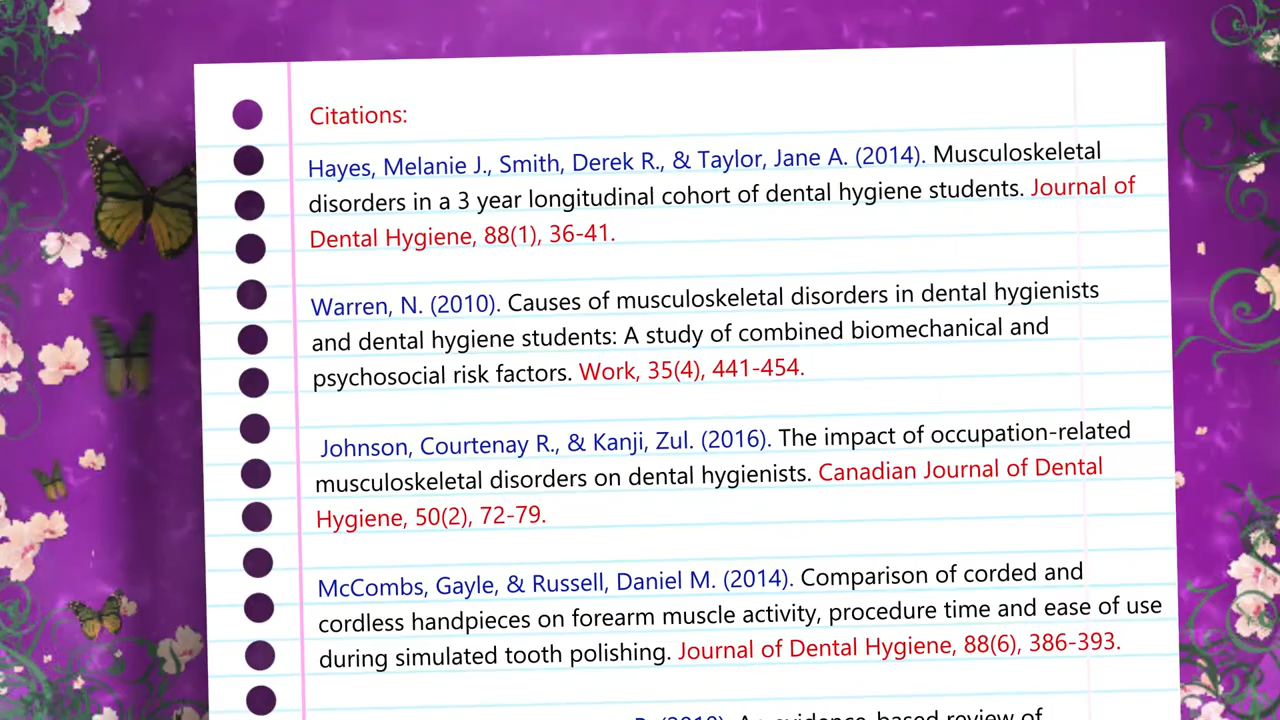 Citations:
Hayes, Melanie J., Smith, Derek R., & Taylor, Jane A. (2014). Musculoskeletal
disorders in a 3 year longitudinal cohort of dental hygiene students. Journal of
Dental Hygiene, 88(1), 36-41.
Warren, N. (2010). Causes of musculoskeletal disorders in dental hygienists
and dental hygiene students: A study of combined biomechanical and
psychosocial risk factors. Work, 35(4), 441-454.
Johnson, Courtenay R., & Kanji, Zul. (2016). The impact of occupation-related
musculoskeletal disorders on dental hygienists. Canadian Journal of Dental
Hygiene, 50(2), 72-79.
McCombs, Gayle, & Russell, Daniel M. (2014). Comparison of corded and
cordless handpieces on forearm muscle activity, procedure time and ease of use
during simulated tooth polishing. Journal of Dental Hygiene, 88(6), 386-393.
An evidence-based review of